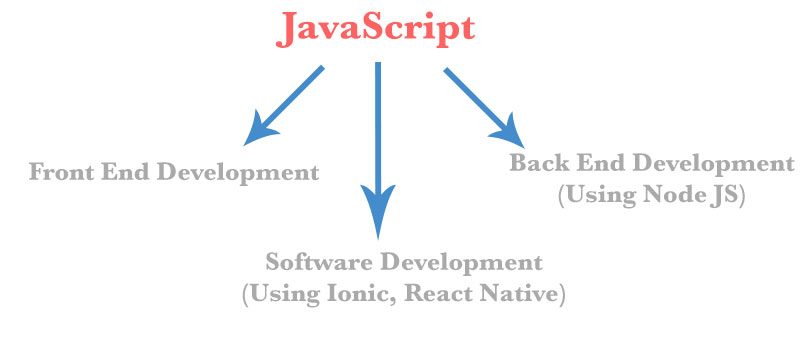 JavaScript
Front End Development
Back End Development
(Using Node JS)
Software Development
(Using Ionic, React Native)